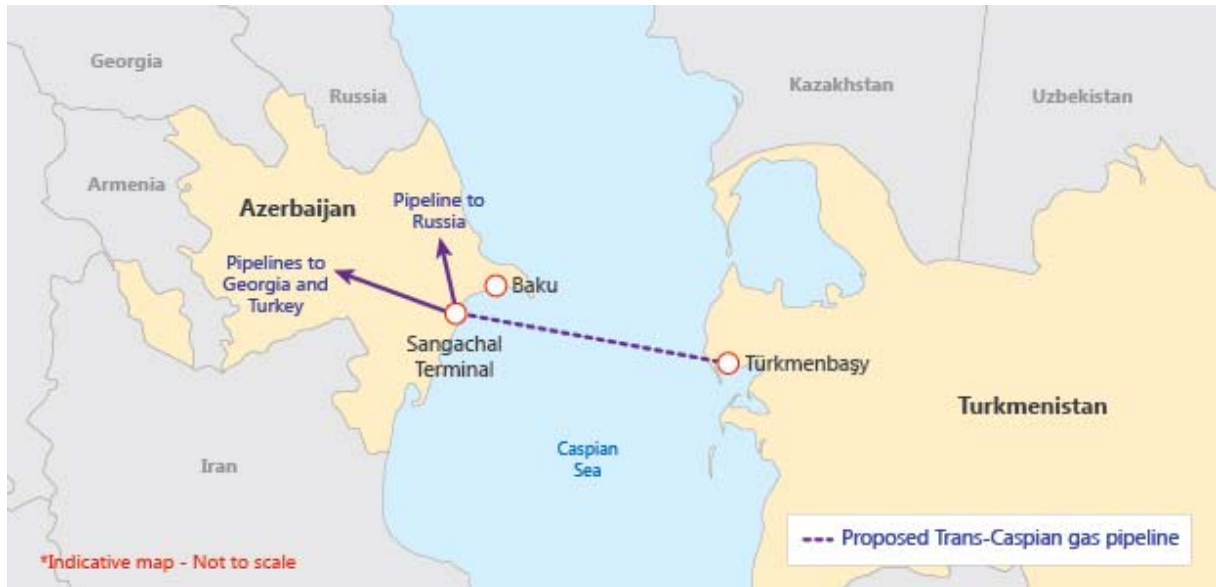 Georgia
Russia
Kazakhstan
Uzbekistan
Armenia
Azerbaijan
Pipeline to
Russia
Pipelines to
Georgia and
Turkey
Baku
Sangachal
Terminal
Türkmenbaşy
Turkmenistan
Caspian
Sea
Iran
Proposed Trans-Caspian gas pipeline
*Indicative map - Not to scale